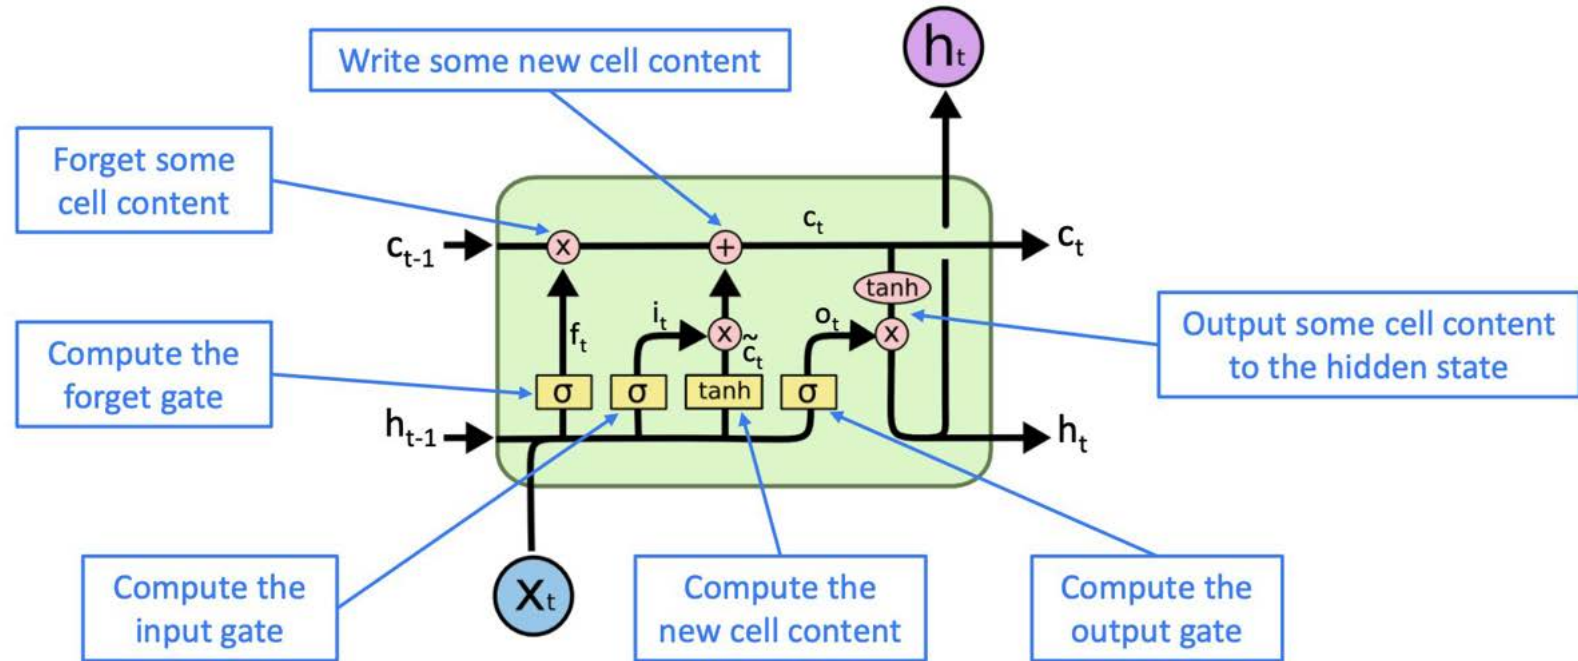 h_t
Write some new cell content
Forget some
cell content
c_t
c_{t-1}
x
+
c_t
tanh
i_t
o_t
f_t
x
c̃_t
x
Output some cell content
to the hidden state
Compute the
forget gate
σ
σ
tanh
σ
h_{t-1}
h_t
Compute the
input gate
x_t
Compute the
new cell content
Compute the
output gate